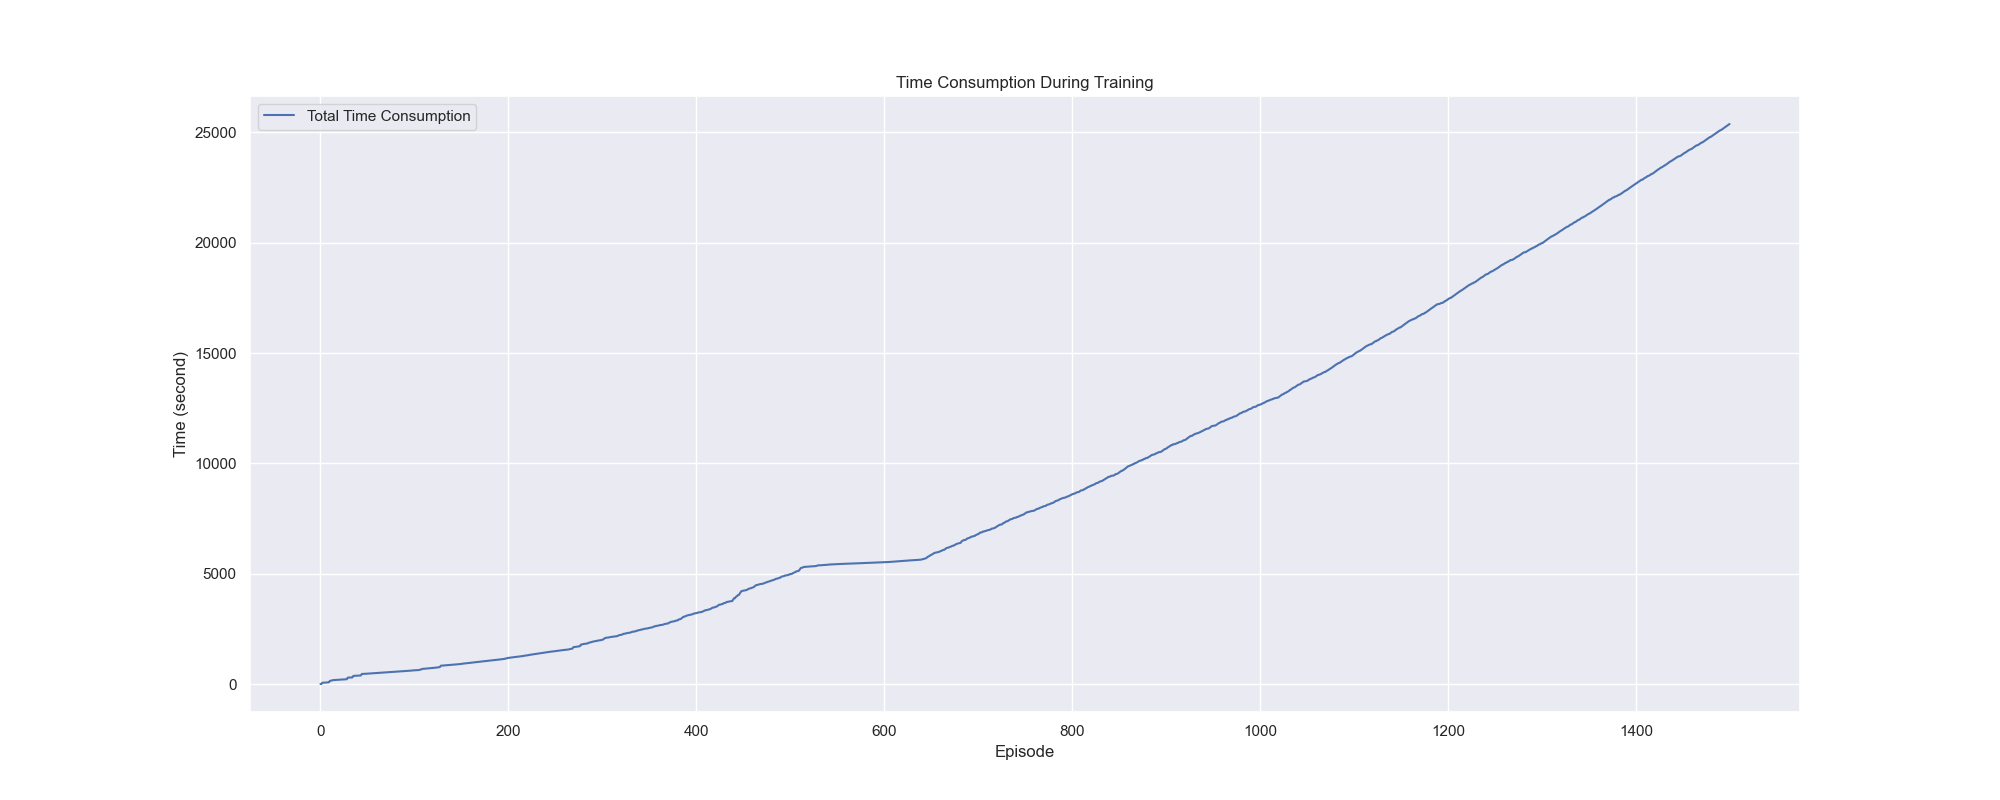 Time Consumption During Training
Total Time Consumption
25000
20000
15000
10000
5000
0
Time (second)
0 200 400 600 800 1000 1200 1400
Episode